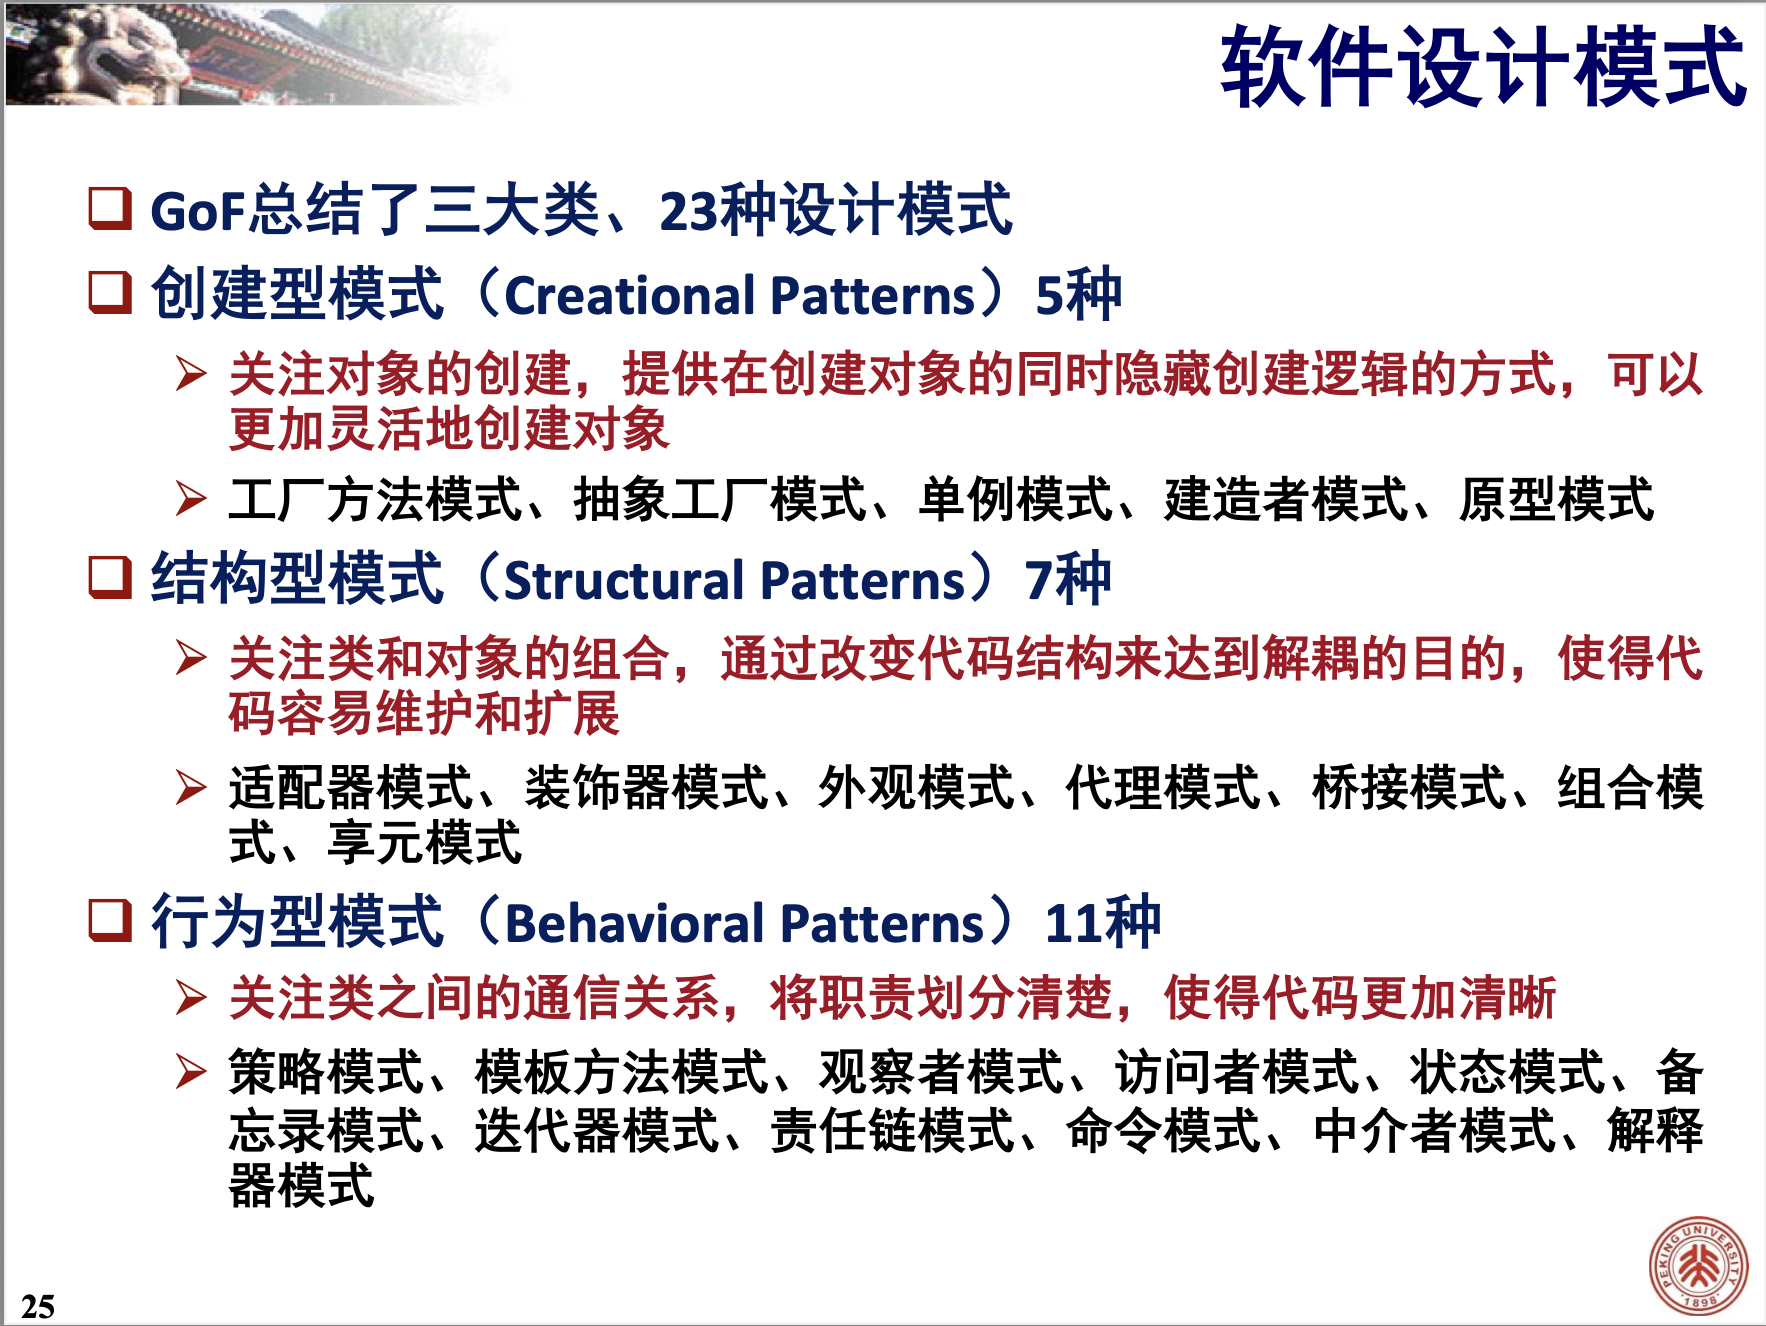 软件设计模式
GoF总结了三大类、23种设计模式
创建型模式（Creational Patterns）5种
关注对象的创建，提供在创建对象的同时隐藏创建逻辑的方式，可以
更加灵活地创建对象
工厂方法模式、抽象工厂模式、单例模式、建造者模式、原型模式
结构型模式（Structural Patterns）7种
关注类和对象的组合，通过改变代码结构来达到解耦的目的，使得代
码容易维护和扩展
适配器模式、装饰器模式、外观模式、代理模式、桥接模式、组合模
式、享元模式
行为型模式（Behavioral Patterns）11种
关注类之间的通信关系，将职责划分清楚，使得代码更加清晰
策略模式、模板方法模式、观察者模式、访问者模式、状态模式、备
忘录模式、迭代器模式、责任链模式、命令模式、中介者模式、解释
器模式
PEKING UNIVERSITY
1898
25